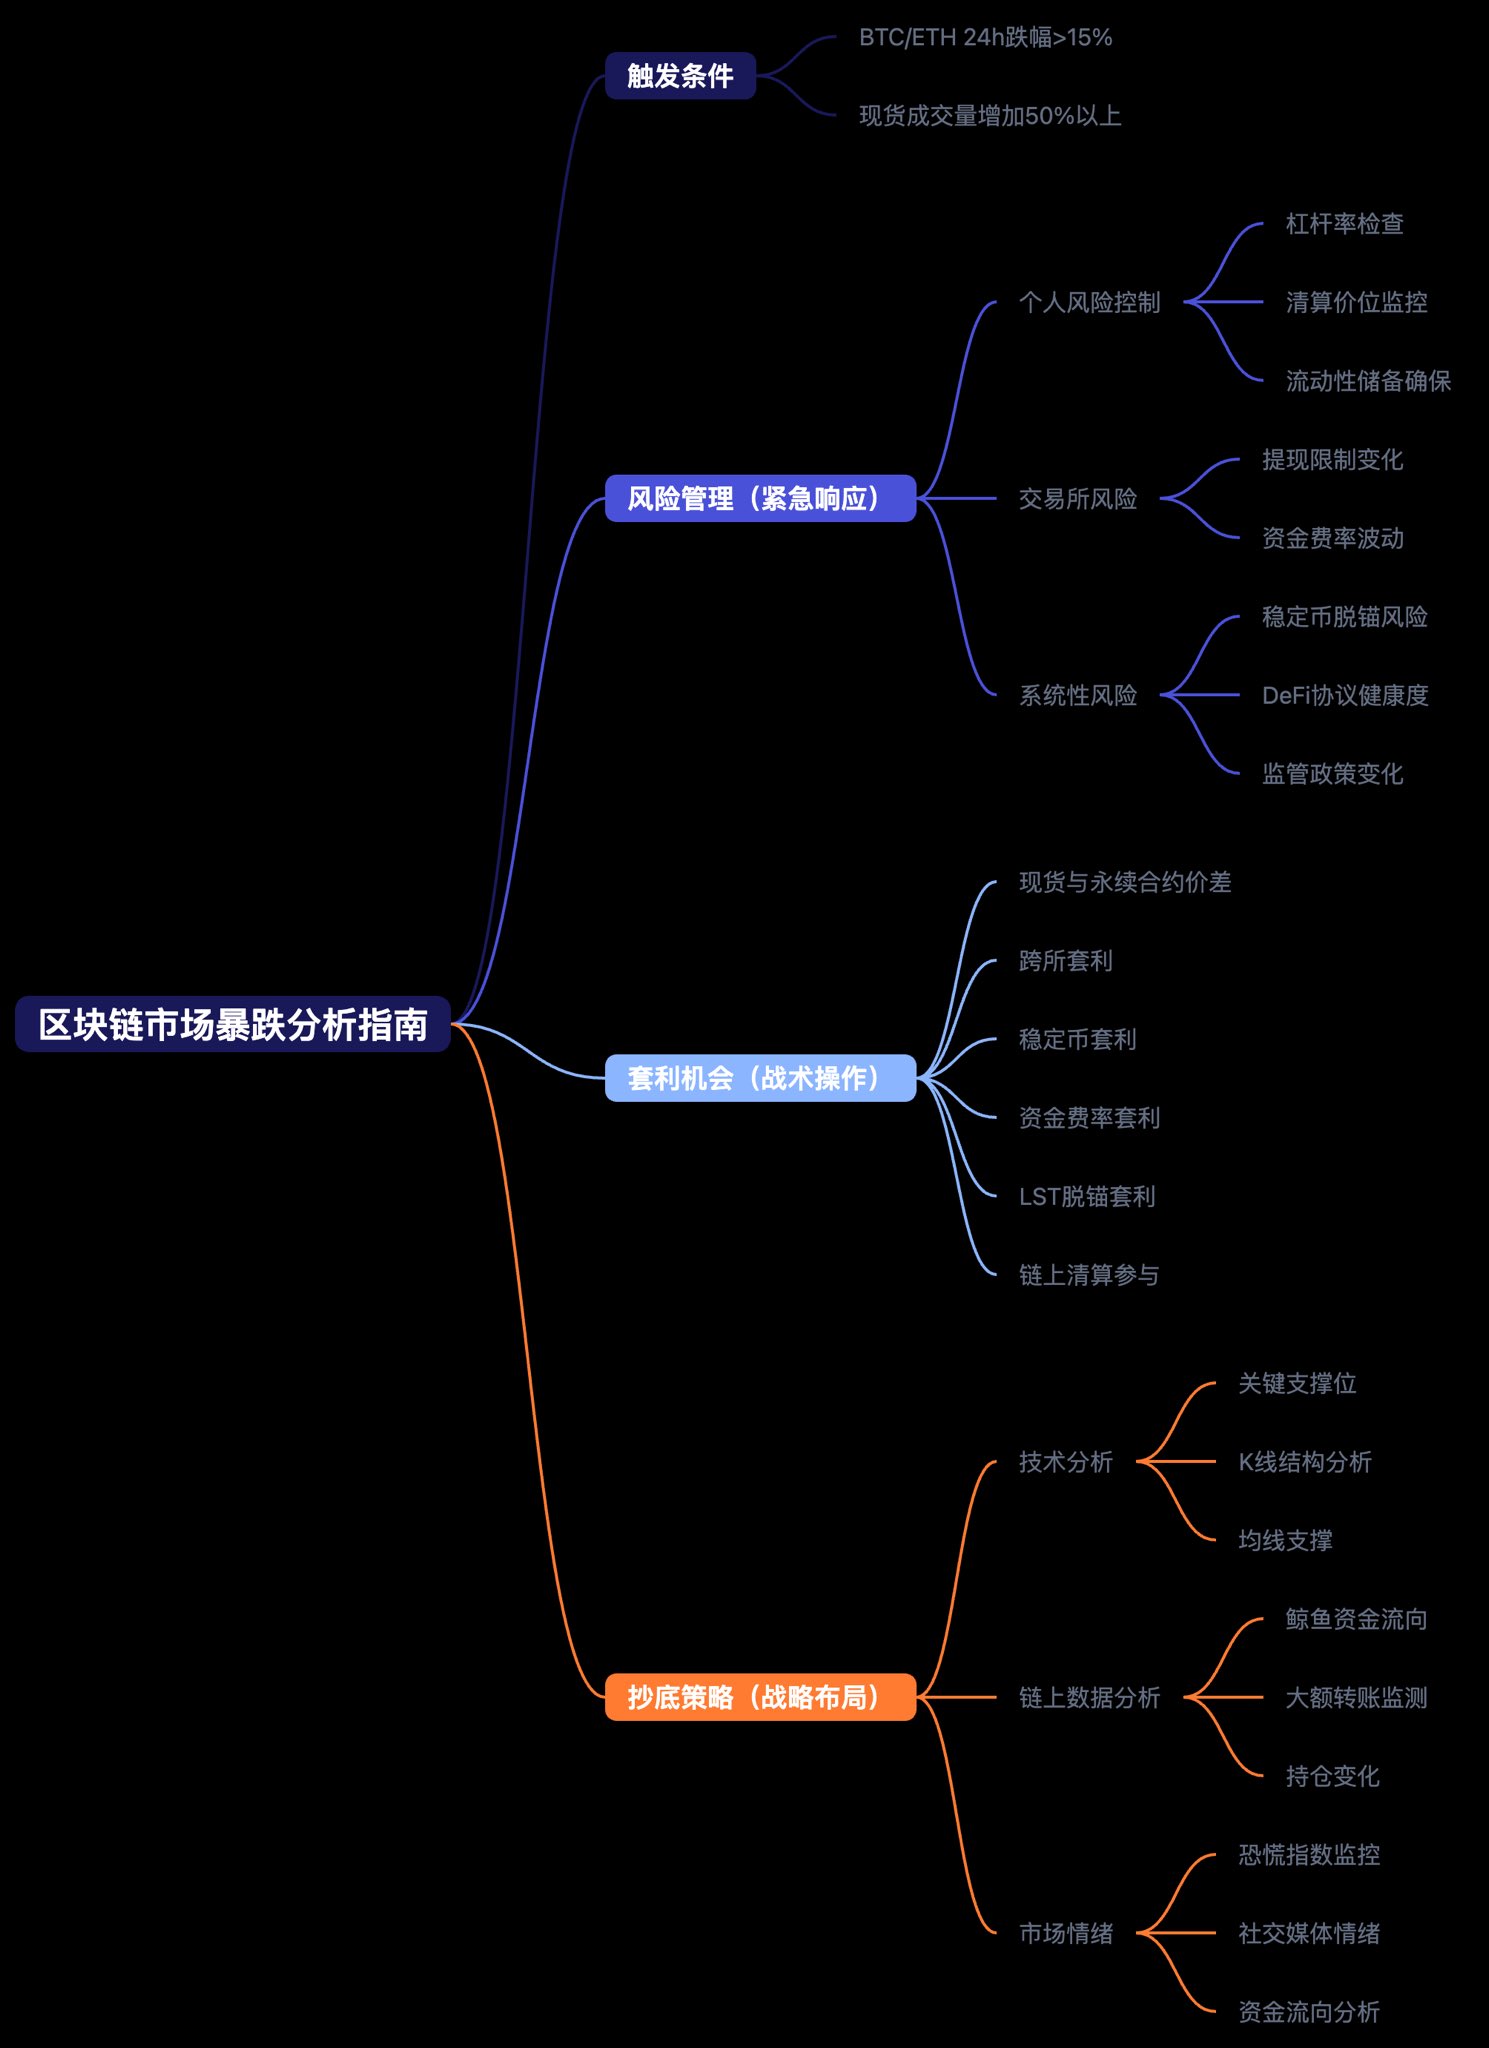 区块链市场暴跌分析指南
触发条件
BTC/ETH 24h跌幅>15%
现货成交量增加50%以上
风险管理（紧急响应）
个人风险控制
杠杆率检查
清算价位监控
流动性储备确保
交易所风险
提现限制变化
资金费率波动
系统性风险
稳定币脱锚风险
DeFi协议健康度
监管政策变化
套利机会（战术操作）
现货与永续合约价差
跨所套利
稳定币套利
资金费率套利
LST脱锚套利
链上清算参与
抄底策略（战略布局）
技术分析
关键支撑位
K线结构分析
均线支撑
链上数据分析
鲸鱼资金流向
大额转账监测
持仓变化
市场情绪
恐慌指数监控
社交媒体情绪
资金流向分析